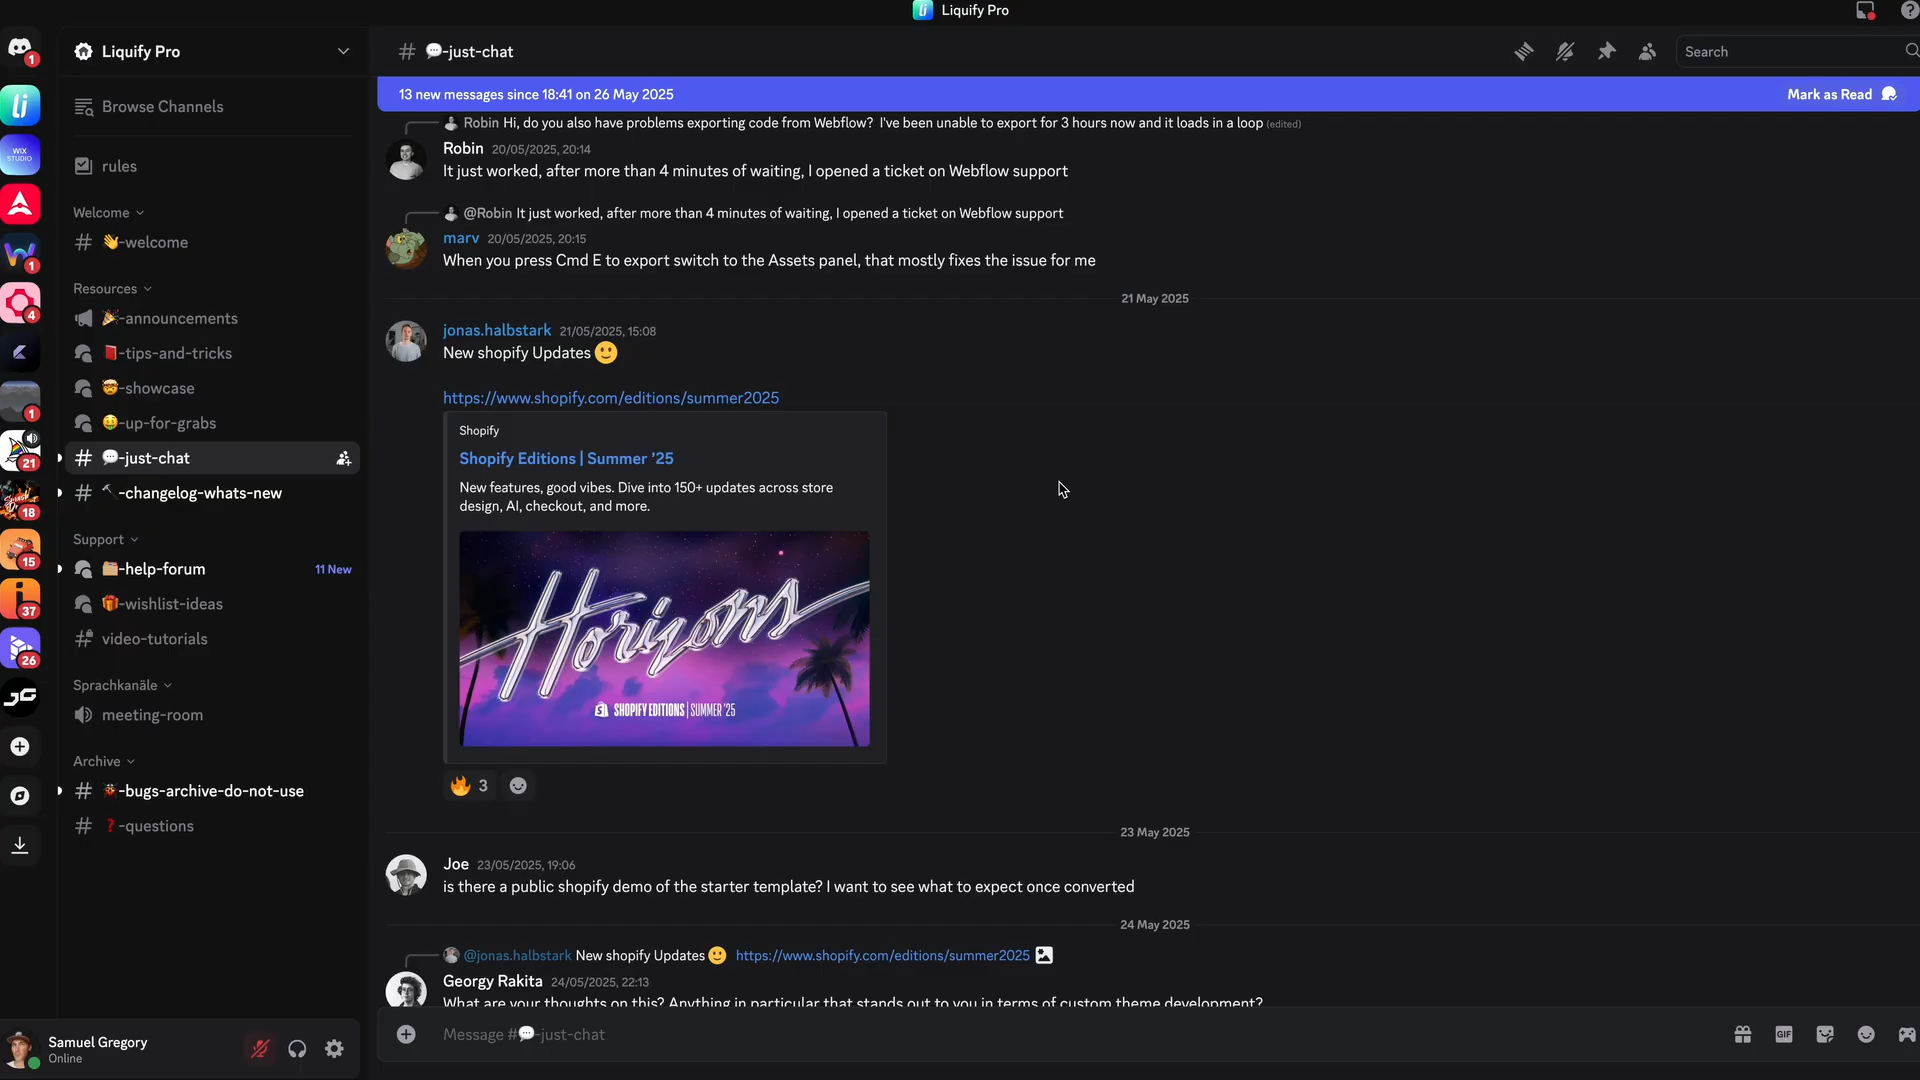 Liquify Pro
1
Liquify Pro
Browse Channels
rules
Welcome
-welcome
Resources
-announcements
-tips-and-tricks
-showcase
-up-for-grabs
-just-chat
-changelog-whats-new
Support
-help-forum
11 New
-wishlist-ideas
video-tutorials
Sprachkanäle
meeting-room
Archive
-bugs-archive-do-not-use
-questions
WIX
STUDIO
1
4
1
21
18
15
37
26
Samuel Gregory
Online
-just-chat
Search
13 new messages since 18:41 on 26 May 2025
Mark as Read
Robin Hi, do you also have problems exporting code from Webflow? I've been unable to export for 3 hours now and it loads in a loop (edited)
Robin 20/05/2025, 20:14
It just worked, after more than 4 minutes of waiting, I opened a ticket on Webflow support
@Robin It just worked, after more than 4 minutes of waiting, I opened a ticket on Webflow support
marv 20/05/2025, 20:15
When you press Cmd E to export switch to the Assets panel, that mostly fixes the issue for me
21 May 2025
jonas.halbstark 21/05/2025, 15:08
New shopify Updates
https://www.shopify.com/editions/summer2025
Shopify
Shopify Editions | Summer ’25
New features, good vibes. Dive into 150+ updates across store
design, AI, checkout, and more.
Horizons
SHOPIFY EDITIONS | SUMMER ’25
3
23 May 2025
Joe 23/05/2025, 19:06
is there a public shopify demo of the starter template? I want to see what to expect once converted
24 May 2025
@jonas.halbstark New shopify Updates https://www.shopify.com/editions/summer2025
Georgy Rakita 24/05/2025, 22:13
What are your thoughts on this? Anything in particular that stands out to you in terms of custom theme development?
Message #-just-chat
GIF